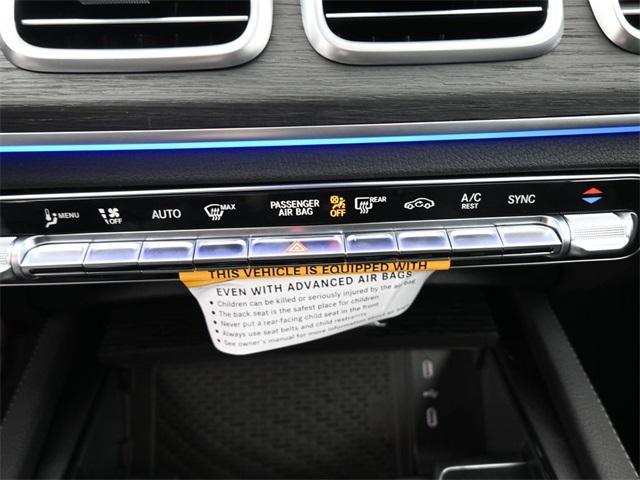 MENU OFF AUTO MAX PASSENGER AIR BAG OFF REAR A/C REST SYNC
THIS VEHICLE IS EQUIPPED WITH
EVEN WITH ADVANCED AIR BAGS
• Children can be killed or seriously injured by the air bag
• The back seat is the safest place for children
• Never put a rear-facing child seat in the front
• Always use seat belts and child restraints
• See owner's manual for more information about air bags